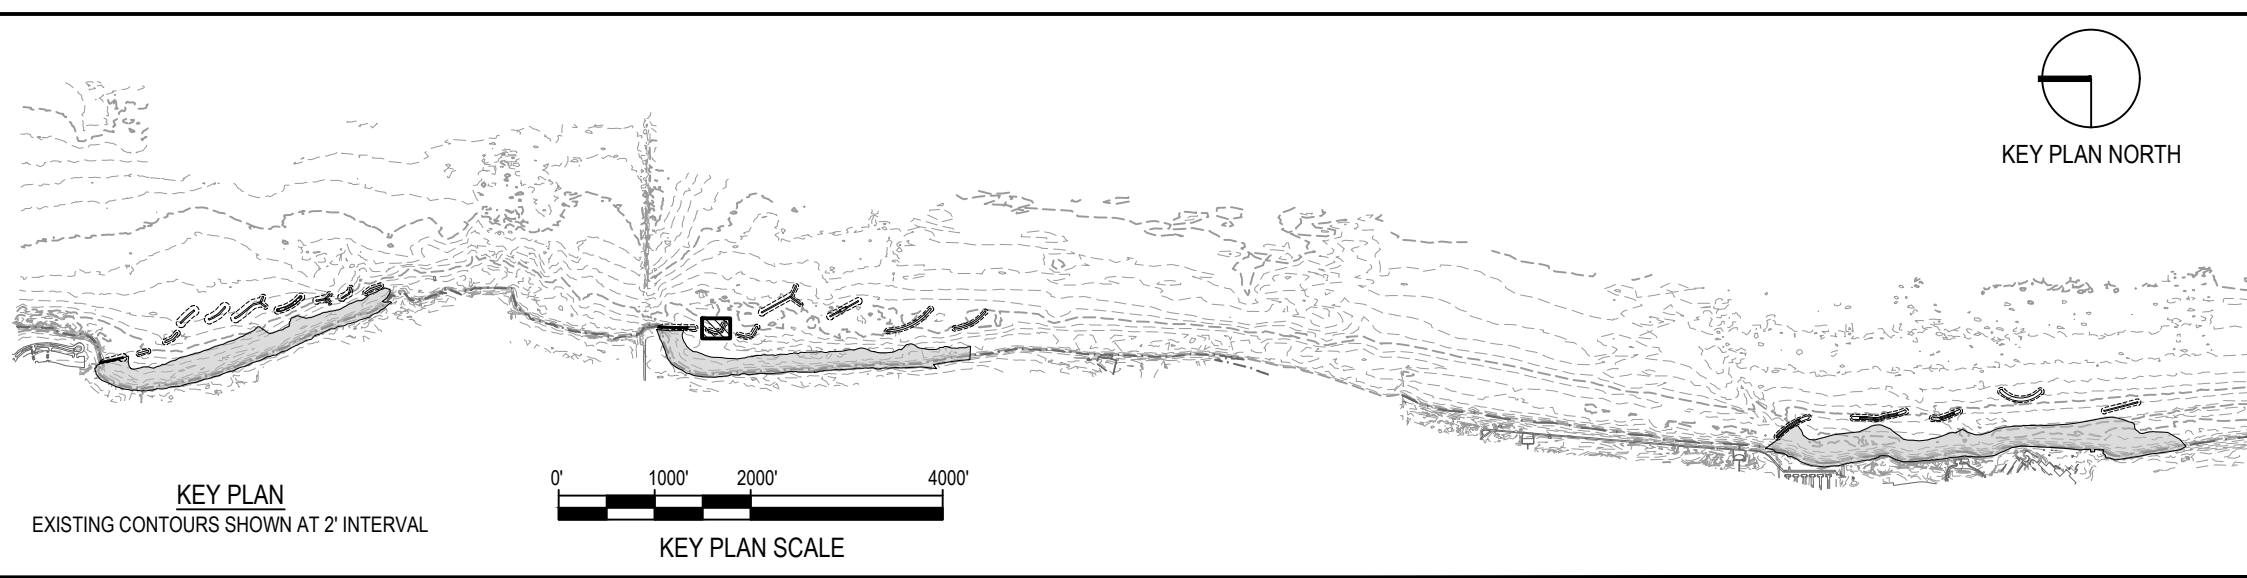 KEY PLAN NORTH
KEY PLAN
EXISTING CONTOURS SHOWN AT 2' INTERVAL
0' 1000' 2000' 4000'
KEY PLAN SCALE